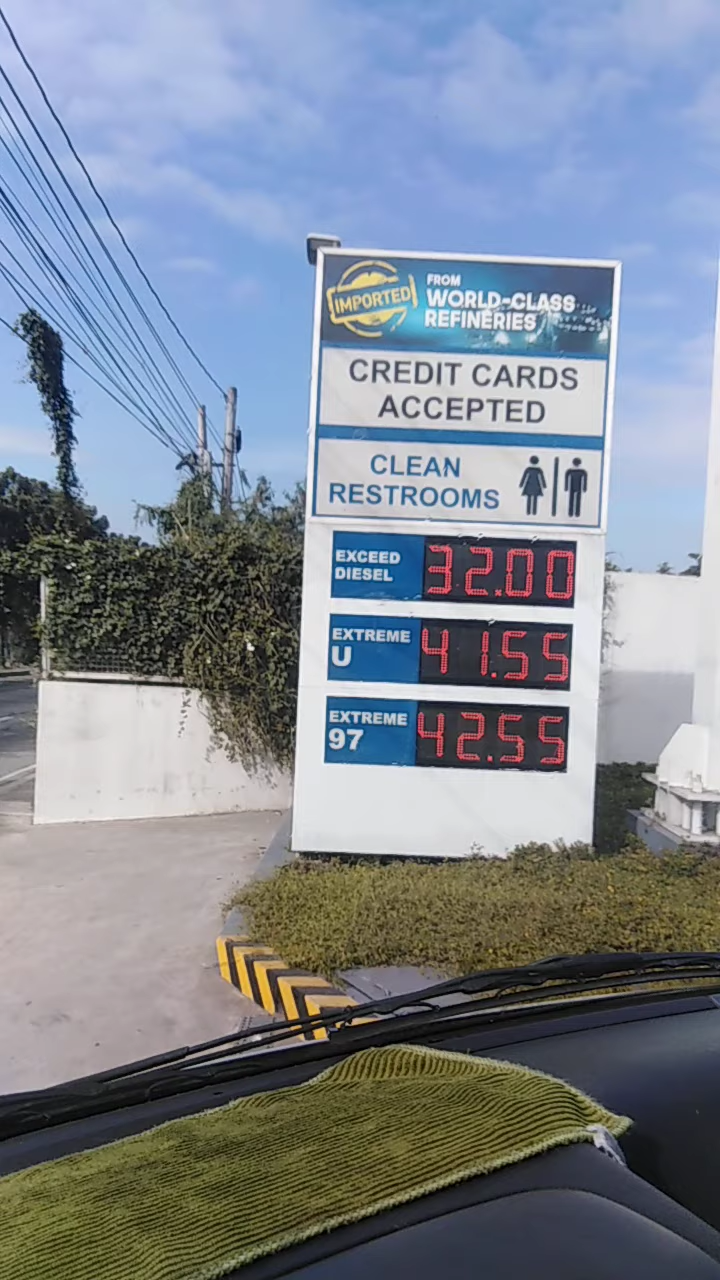 IMPORTED
FROM
WORLD-CLASS
REFINERIES
CREDIT CARDS
ACCEPTED
CLEAN
RESTROOMS
EXCEED
DIESEL
32.00
EXTREME
U
41.55
EXTREME
97
42.55